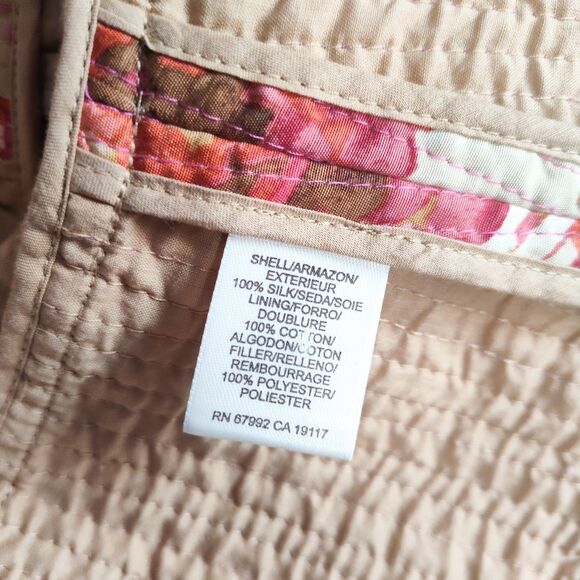 SHELL/ARMAZON/
EXTERIEUR
100% SILK/SEDA/SOIE
LINING/FORRO/
DOUBLURE
100% COTTON/
ALGODON/COTON
FILLER/RELLENO/
REMBOURRAGE
100% POLYESTER/
POLIESTER
RN 67992 CA 19117